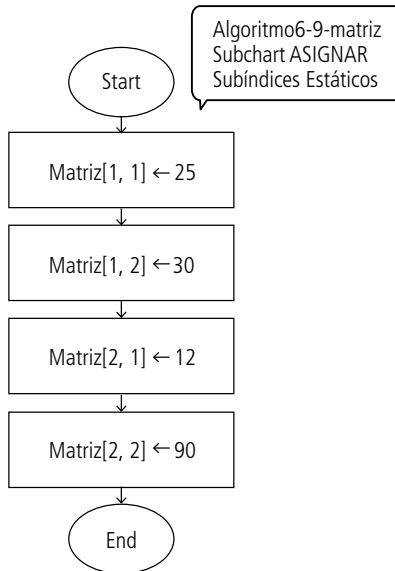 Algoritmo6-9-matriz
Subchart ASIGNAR
Subíndices Estáticos
Start
Matriz[1, 1] ← 25
Matriz[1, 2] ← 30
Matriz[2, 1] ← 12
Matriz[2, 2] ← 90
End